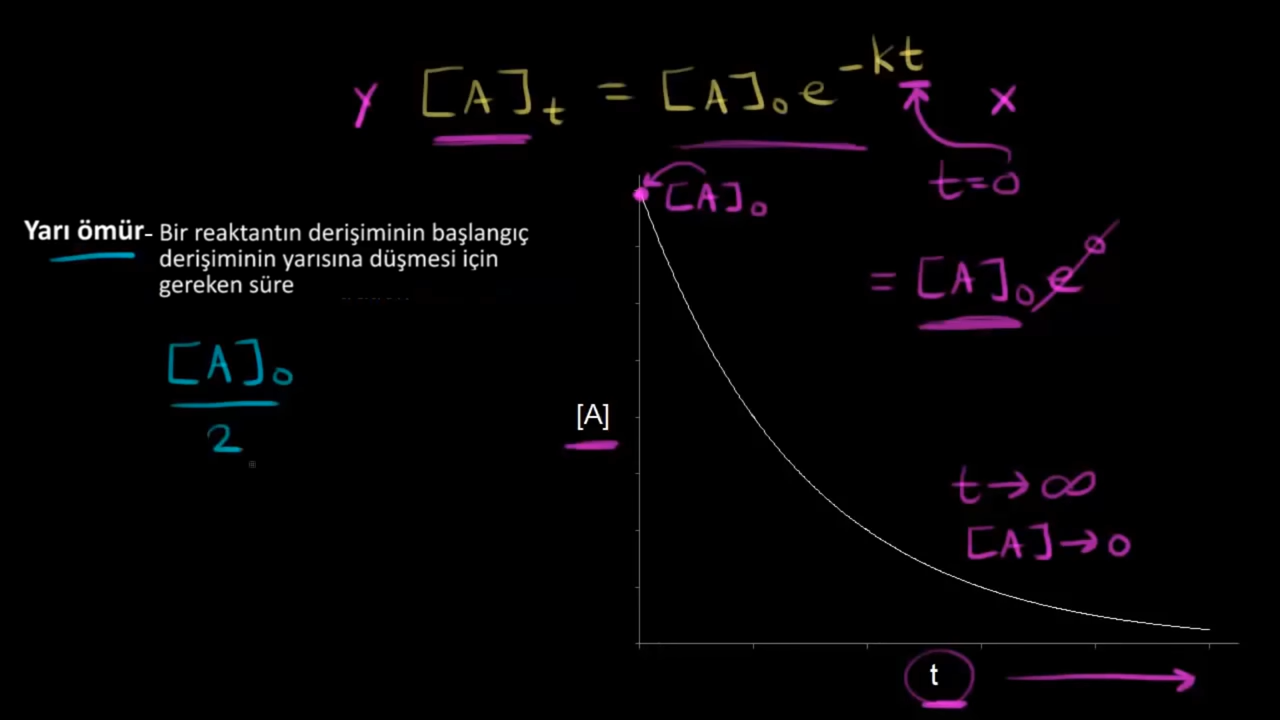 y [A]t = [A]₀ e^-kt x
t=0
[A]₀
Yarı ömür- Bir reaktantın derişiminin başlangıç
derişiminin yarısına düşmesi için
gereken süre
= [A]₀ e⁰
[A]₀
2
[A]
t→∞
[A]→0
t